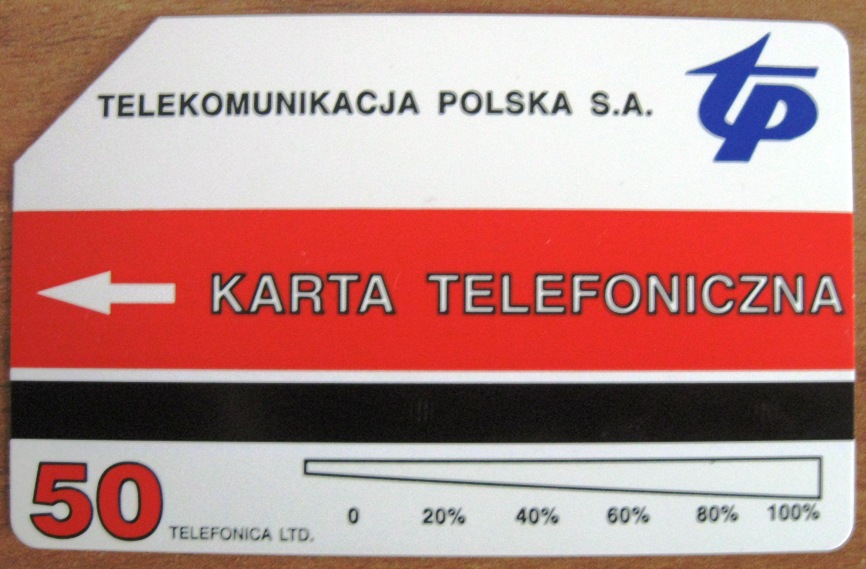 TELEKOMUNIKACJA POLSKA S.A.
tp
KARTA TELEFONICZNA
50
TELEFONICA LTD.
0 20% 40% 60% 80% 100%